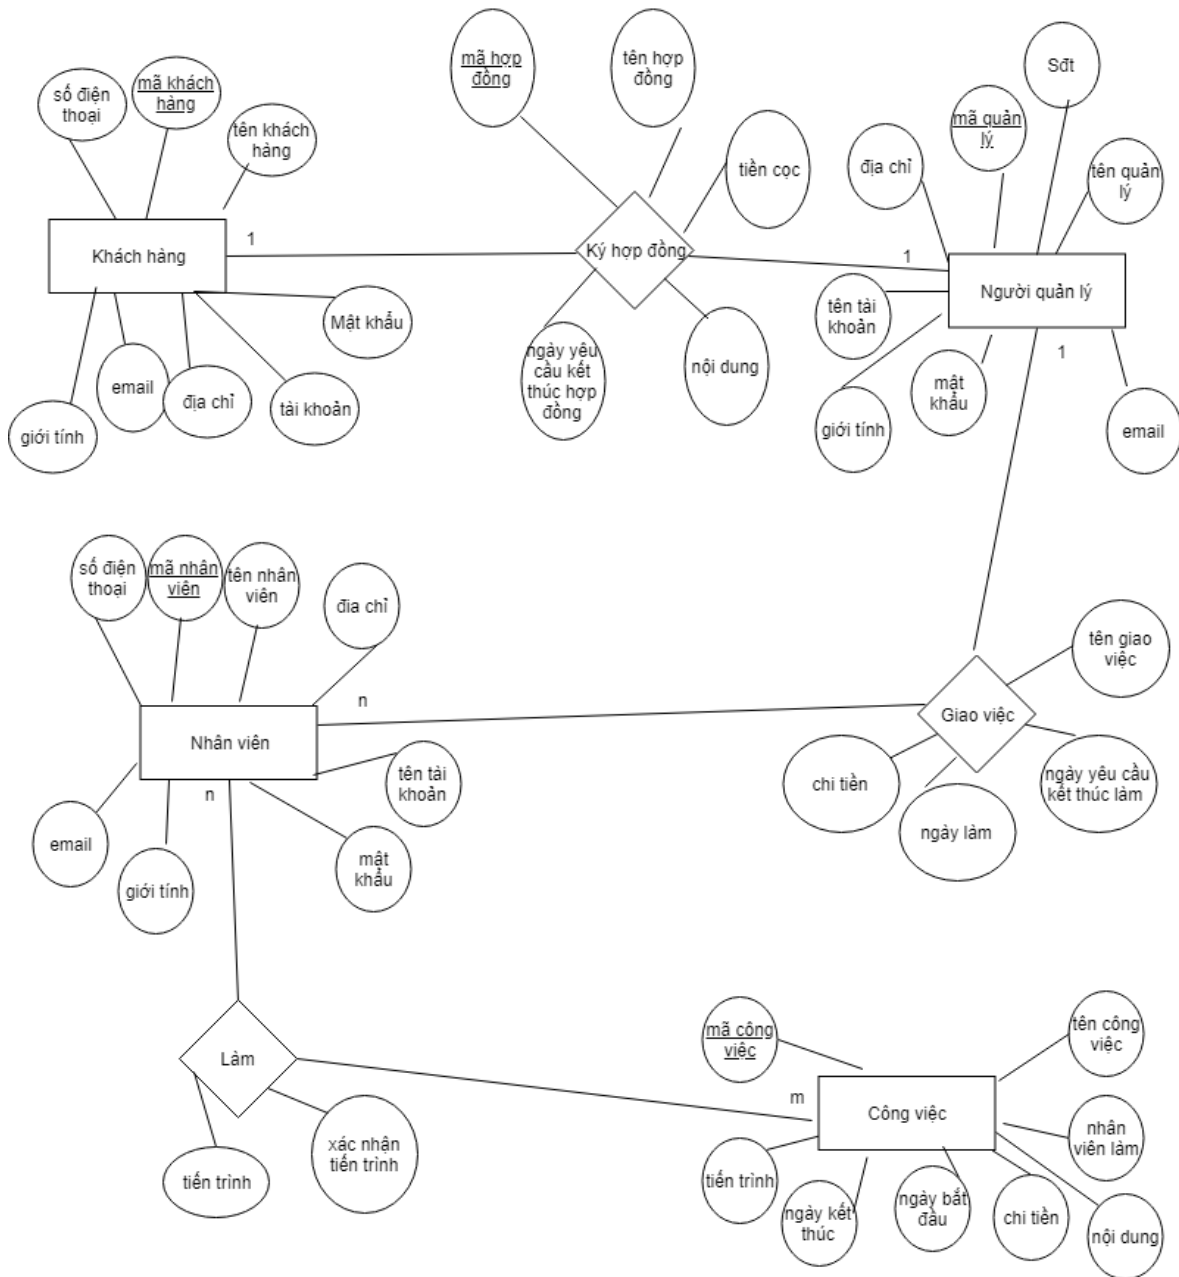 số điện
thoại
mã khách
hàng
tên khách
hàng
mã hợp
đồng
tên hợp
đồng
tiền cọc
Sđt
mã quản
lý
địa chỉ
tên quản
lý
Khách hàng
1
Ký hợp đồng
1
Người quản lý
1
Mật khẩu
email
địa chỉ
tài khoản
giới tính
ngày yêu
cầu kết
thúc hợp
đồng
nội dung
tên tài
khoản
mật
khẩu
giới tính
email
số điện
thoại
mã nhân
viên
tên nhân
viên
đia chỉ
n
Nhân viên
n
tên tài
khoản
email
giới tính
mật
khẩu
tên giao
việc
Giao việc
chi tiền
ngày làm
ngày yêu cầu
kết thúc làm
Làm
tiến trình
xác nhận
tiến trình
mã công
việc
tên công
việc
m
Công việc
nhân
viên làm
tiến trình
ngày kết
thúc
ngày bắt
đầu
chi tiền
nội dung